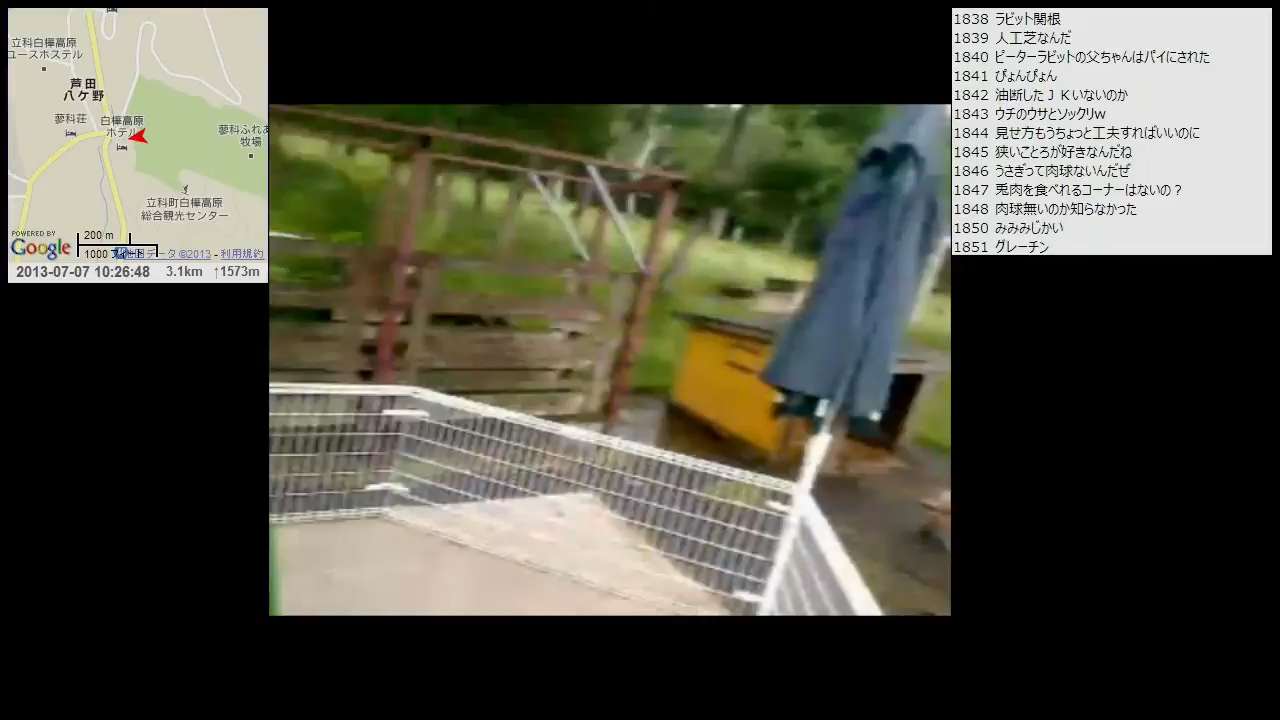 立科白樺高原
ユースホステル
芦田
八ケ野
蓼科荘
白樺高原
ホテル
蓼科ふれあ
牧場
立科町白樺高原
総合観光センター
POWERED BY
Google
200 m
1000
地図データ ©2013 - 利用規約
2013-07-07 10:26:48 3.1km ↑1573m
1838 ラビット関根
1839 人工芝なんだ
1840 ピーターラビットの父ちゃんはパイにされた
1841 ぴょんぴょん
1842 油断したＪＫいないのか
1843 ウチのウサとソックリｗ
1844 見せ方もうちょっと工夫すればいいのに
1845 狭いことろが好きなんだね
1846 うさぎって肉球ないんだぜ
1847 兎肉を食べれるコーナーはないの？
1848 肉球無いのか知らなかった
1850 みみみじかい
1851 グレーチン